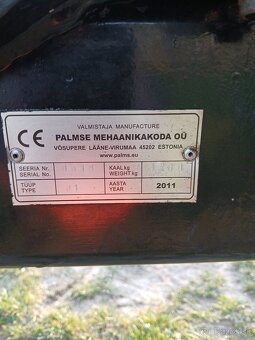 VALMISTAJA MANUFACTURE
CE PALMSE MEHAANIKAKODA OÜ
VÕSUPERE LÄÄNE-VIRUMAA 45202 ESTONIA
www.palms.eu
SEERIA Nr. KAAL kg
SERIAL No. WEIGHT kg
TÜÜP AASTA 2011
TYPE YEAR